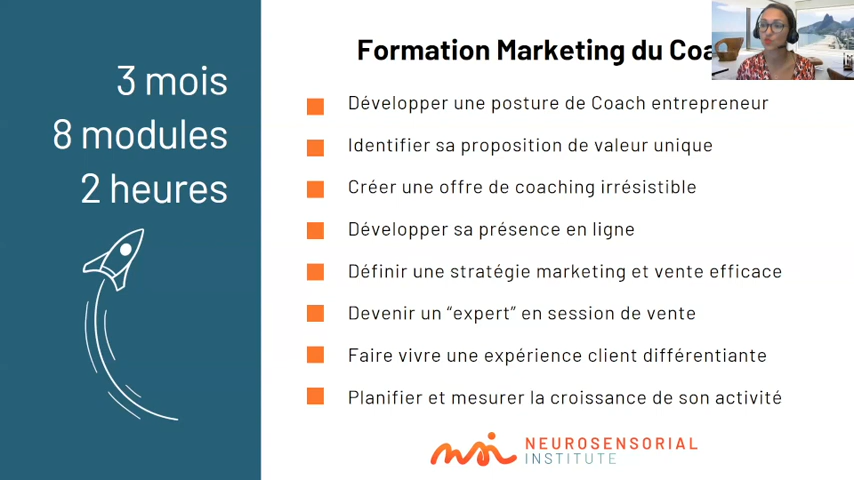 3 mois
8 modules
2 heures
Formation Marketing du
Développer une posture de Coach entrepreneur
Identifier sa proposition de valeur unique
Créer une offre de coaching irrésistible
Développer sa présence en ligne
Définir une stratégie marketing et vente efficace
Devenir un “expert” en session de vente
Faire vivre une expérience client différentiante
Planifier et mesurer la croissance de son activité
NEUROSENSORIAL
INSTITUTE